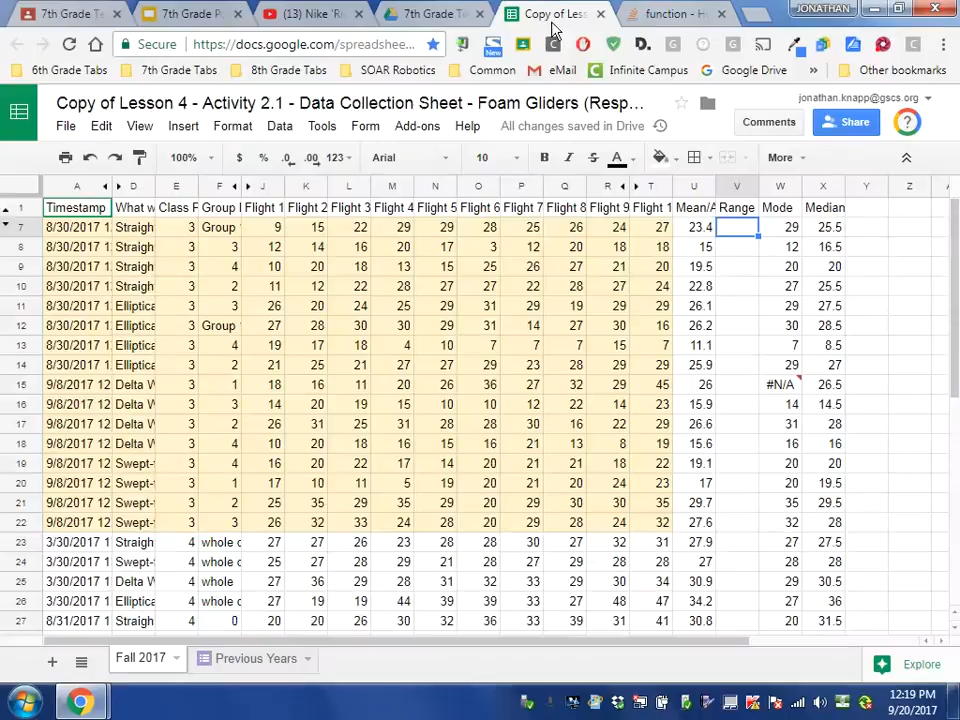 JONATHAN
7th Grade Ta
7th Grade P
(13) Nike 'R
7th Grade Te
Copy of Less
function - H
Secure https://docs.google.com/spreadshee...
New
6th Grade Tabs 7th Grade Tabs 8th Grade Tabs SOAR Robotics Common eMail Infinite Campus Google Drive » Other bookmarks
Copy of Lesson 4 - Activity 2.1 - Data Collection Sheet - Foam Gliders (Resp...
jonathan.knapp@gscs.org
File Edit View Insert Format Data Tools Form Add-ons Help All changes saved in Drive
Comments Share
100% $ % .0 .00 123 Arial 10 B I S A More
A D E F J K L M N O P Q R T U V W X Y Z
1 Timestamp What w Class P Group Flight 1 Flight 2 Flight 3 Flight 4 Flight 5 Flight 6 Flight 7 Flight 8 Flight 9 Flight 1 Mean/A Range Mode Median
7 8/30/2017 1 Straigh 3 Group 9 15 22 29 29 28 25 26 24 27 23.4 29 25.5
8 8/30/2017 1 Straigh 3 3 12 14 16 20 17 3 12 20 18 18 15 12 16.5
9 8/30/2017 1 Straigh 3 4 10 20 18 13 15 25 26 27 21 20 19.5 20 20
10 8/30/2017 1 Straigh 3 2 11 12 22 28 27 27 22 28 27 24 22.8 27 25.5
11 8/30/2017 1 Elliptica 3 3 26 20 24 25 29 31 29 19 29 29 26.1 29 27.5
12 8/30/2017 1 Elliptica 3 Group 27 28 30 30 29 31 14 27 30 16 26.2 30 28.5
13 8/30/2017 1 Elliptica 3 4 19 17 18 4 10 7 7 7 15 7 11.1 7 8.5
14 8/30/2017 1 Elliptica 3 2 21 25 21 27 27 29 23 28 29 29 25.9 29 27
15 9/8/2017 12 Delta W 3 1 18 16 11 20 26 36 27 32 29 45 26 #N/A 26.5
16 9/8/2017 12 Delta W 3 3 14 20 19 15 10 10 12 22 14 23 15.9 14 14.5
17 9/8/2017 12 Delta W 3 2 26 31 25 31 28 28 30 16 22 29 26.6 31 28
18 9/8/2017 12 Delta W 3 4 10 20 18 16 15 16 21 13 8 19 15.6 16 16
19 9/8/2017 12 Swept- 3 4 16 20 22 17 14 20 21 21 18 22 19.1 20 20
20 9/8/2017 12 Swept- 3 1 17 10 11 5 20 21 19 20 24 23 17 20 19.5
21 9/8/2017 12 Swept- 3 2 25 35 29 35 29 20 29 30 30 35 29.7 35 29.5
22 9/8/2017 12 Swept- 3 3 26 32 33 24 28 20 29 28 24 32 27.6 32 28
23 3/30/2017 1 Straigh 4 whole c 27 27 26 23 28 28 30 27 32 31 27.9 27 27.5
24 3/30/2017 1 Swept- 4 whole c 25 27 28 29 21 28 27 29 28 28 27 28 28
25 3/30/2017 1 Delta W 4 whole 27 36 29 28 31 32 33 29 30 34 30.9 29 30.5
26 3/30/2017 1 Elliptica 4 whole c 27 19 19 44 39 39 33 27 48 47 34.2 27 36
27 8/31/2017 1 Straigh 4 0 20 20 26 30 32 36 33 39 31 41 30.8 20 31.5
Fall 2017 Previous Years Explore
12:19 PM
9/20/2017